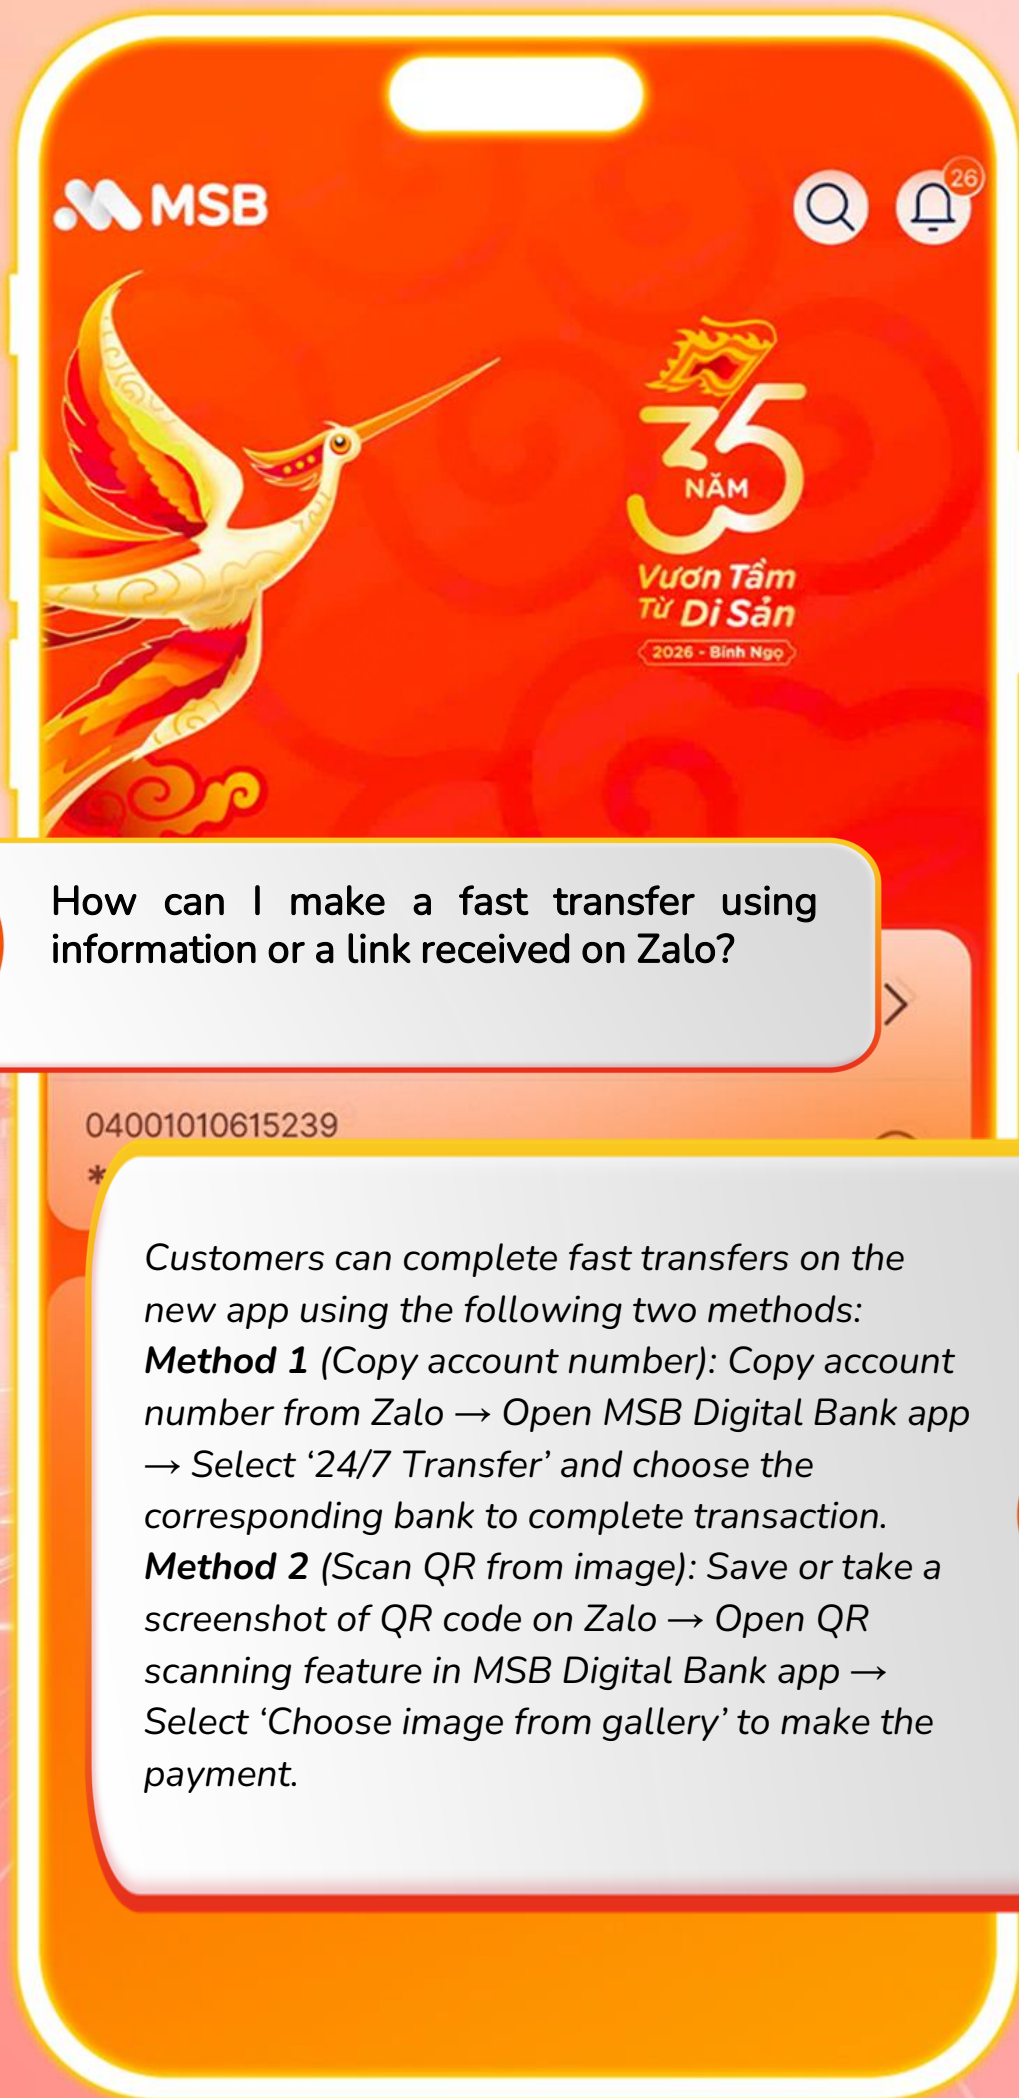 MSB
26
35
NĂM
Vươn Tầm
Từ Di Sản
2026 - Bính Ngọ
How can I make a fast transfer using
information or a link received on Zalo?
04001010615239
*
Customers can complete fast transfers on the
new app using the following two methods:
Method 1 (Copy account number): Copy account
number from Zalo → Open MSB Digital Bank app
→ Select ‘24/7 Transfer’ and choose the
corresponding bank to complete transaction.
Method 2 (Scan QR from image): Save or take a
screenshot of QR code on Zalo → Open QR
scanning feature in MSB Digital Bank app →
Select ‘Choose image from gallery’ to make the
payment.